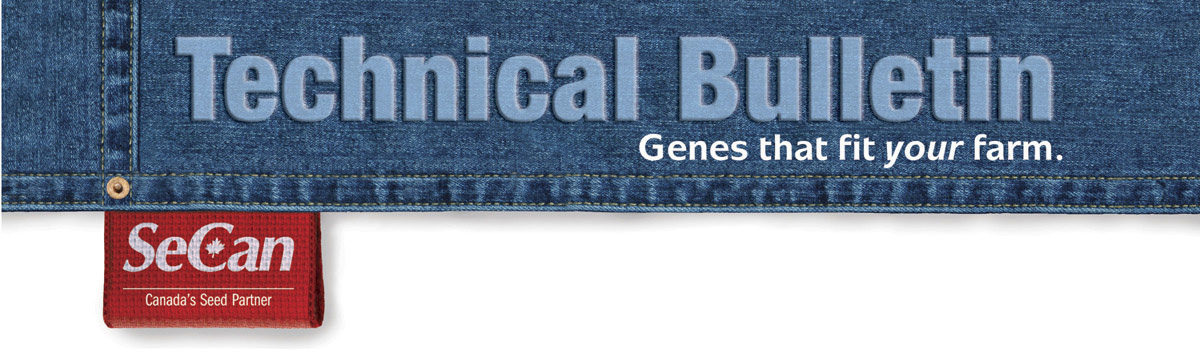 Technical Bulletin
Genes that fit your farm.
SeCan
Canada's Seed Partner